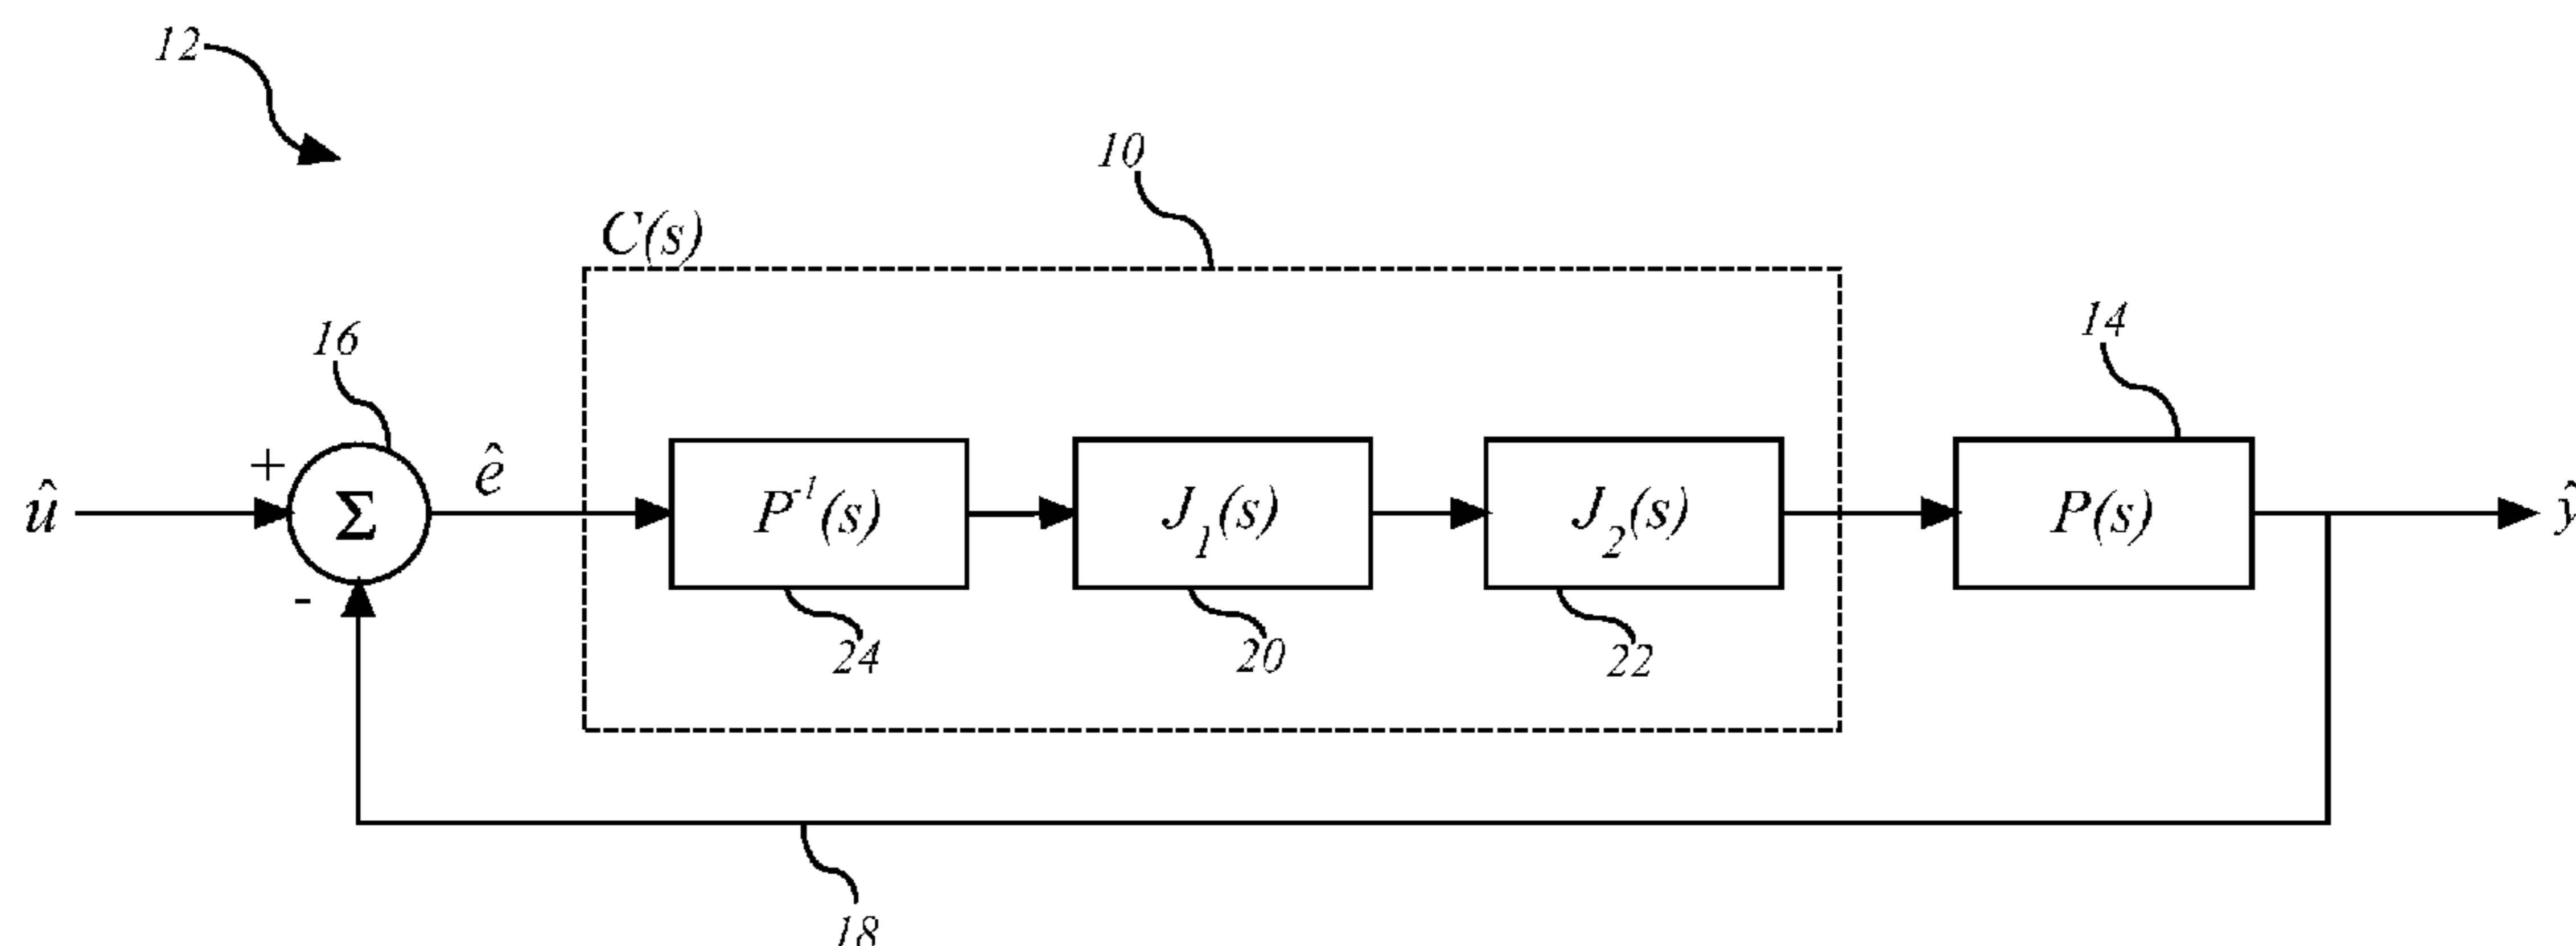 12
10
C(s)
14
16
+
û
Σ
ê
P⁻¹(s)
J₁(s)
J₂(s)
P(s)
ŷ
-
24
20
22
18